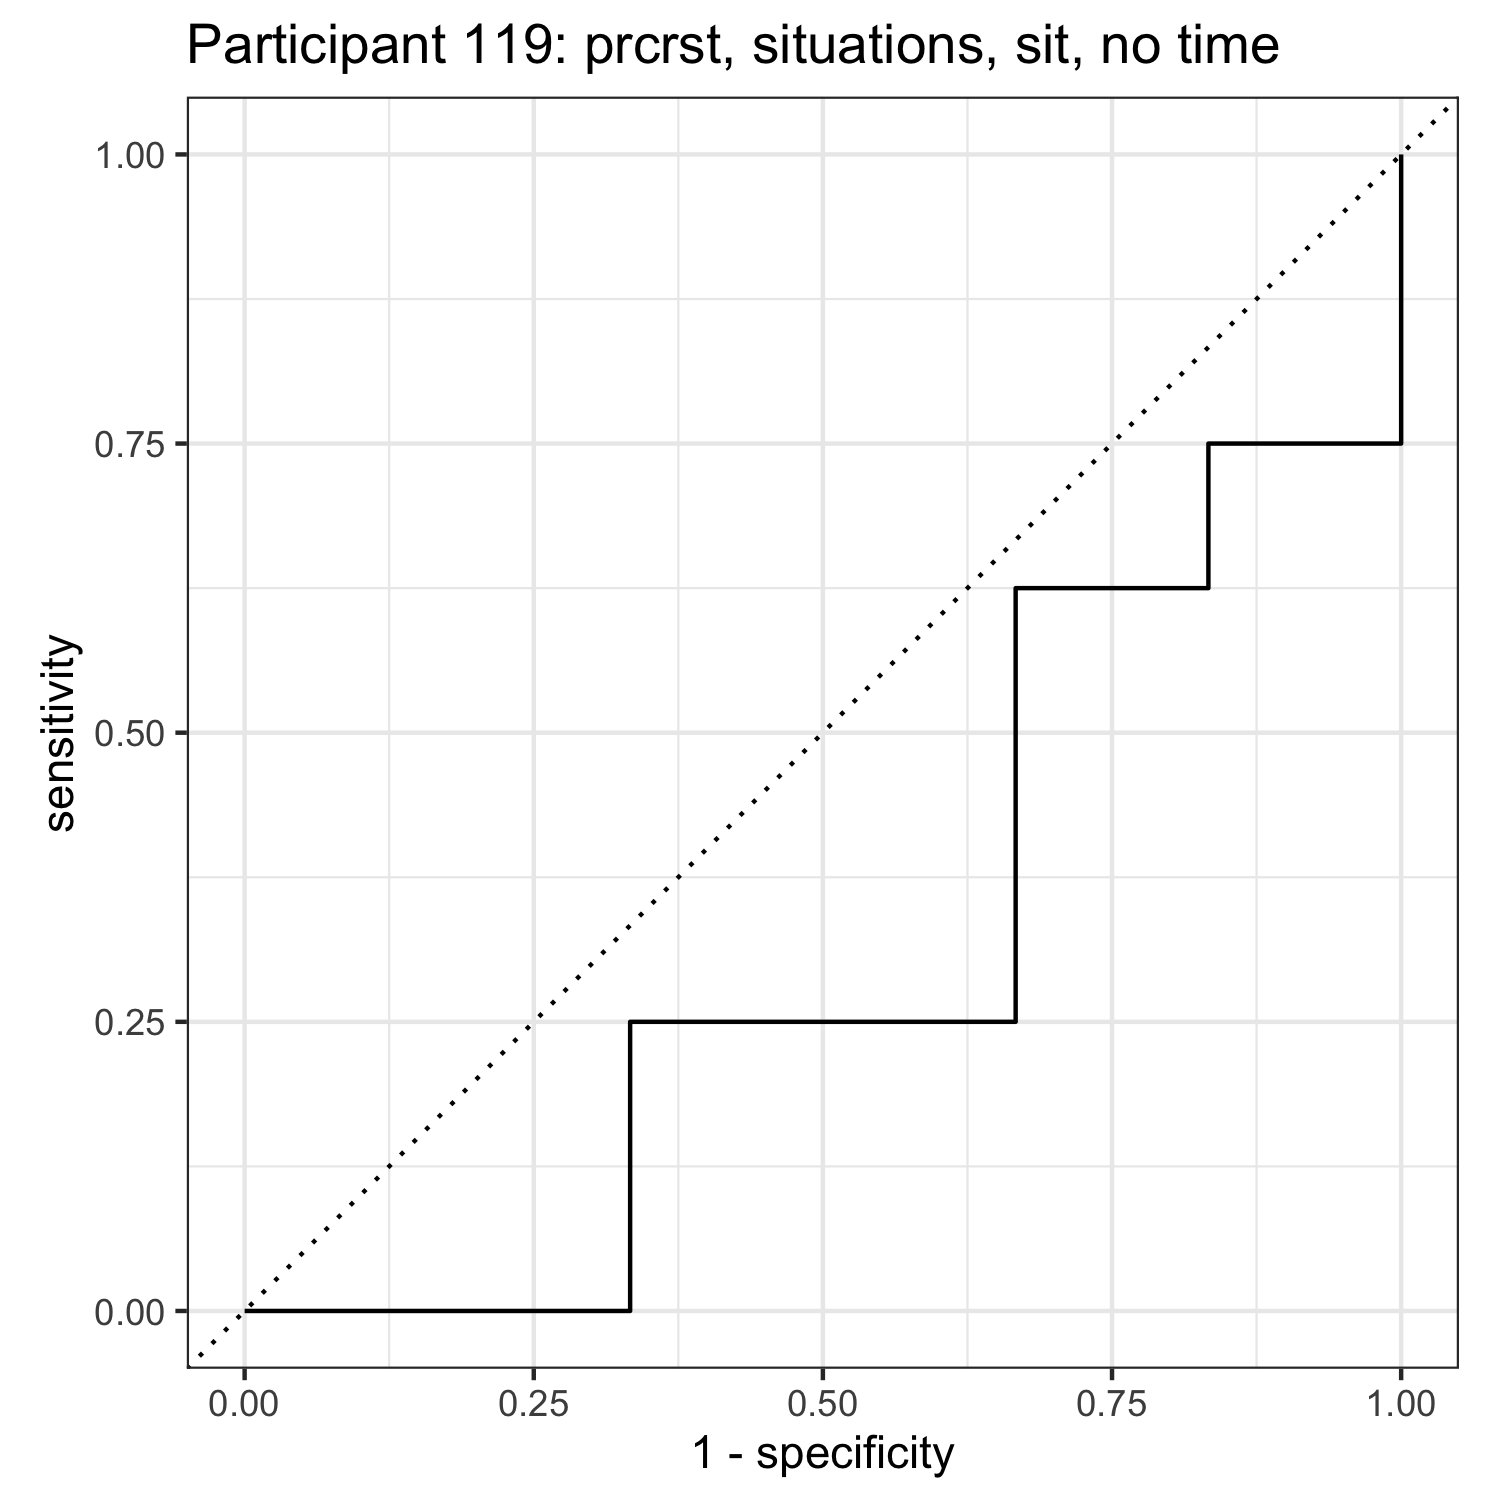 Participant 119: prcrst, situations, sit, no time
1.00
0.75
0.50
0.25
0.00
sensitivity
0.00 0.25 0.50 0.75 1.00
1 - specificity